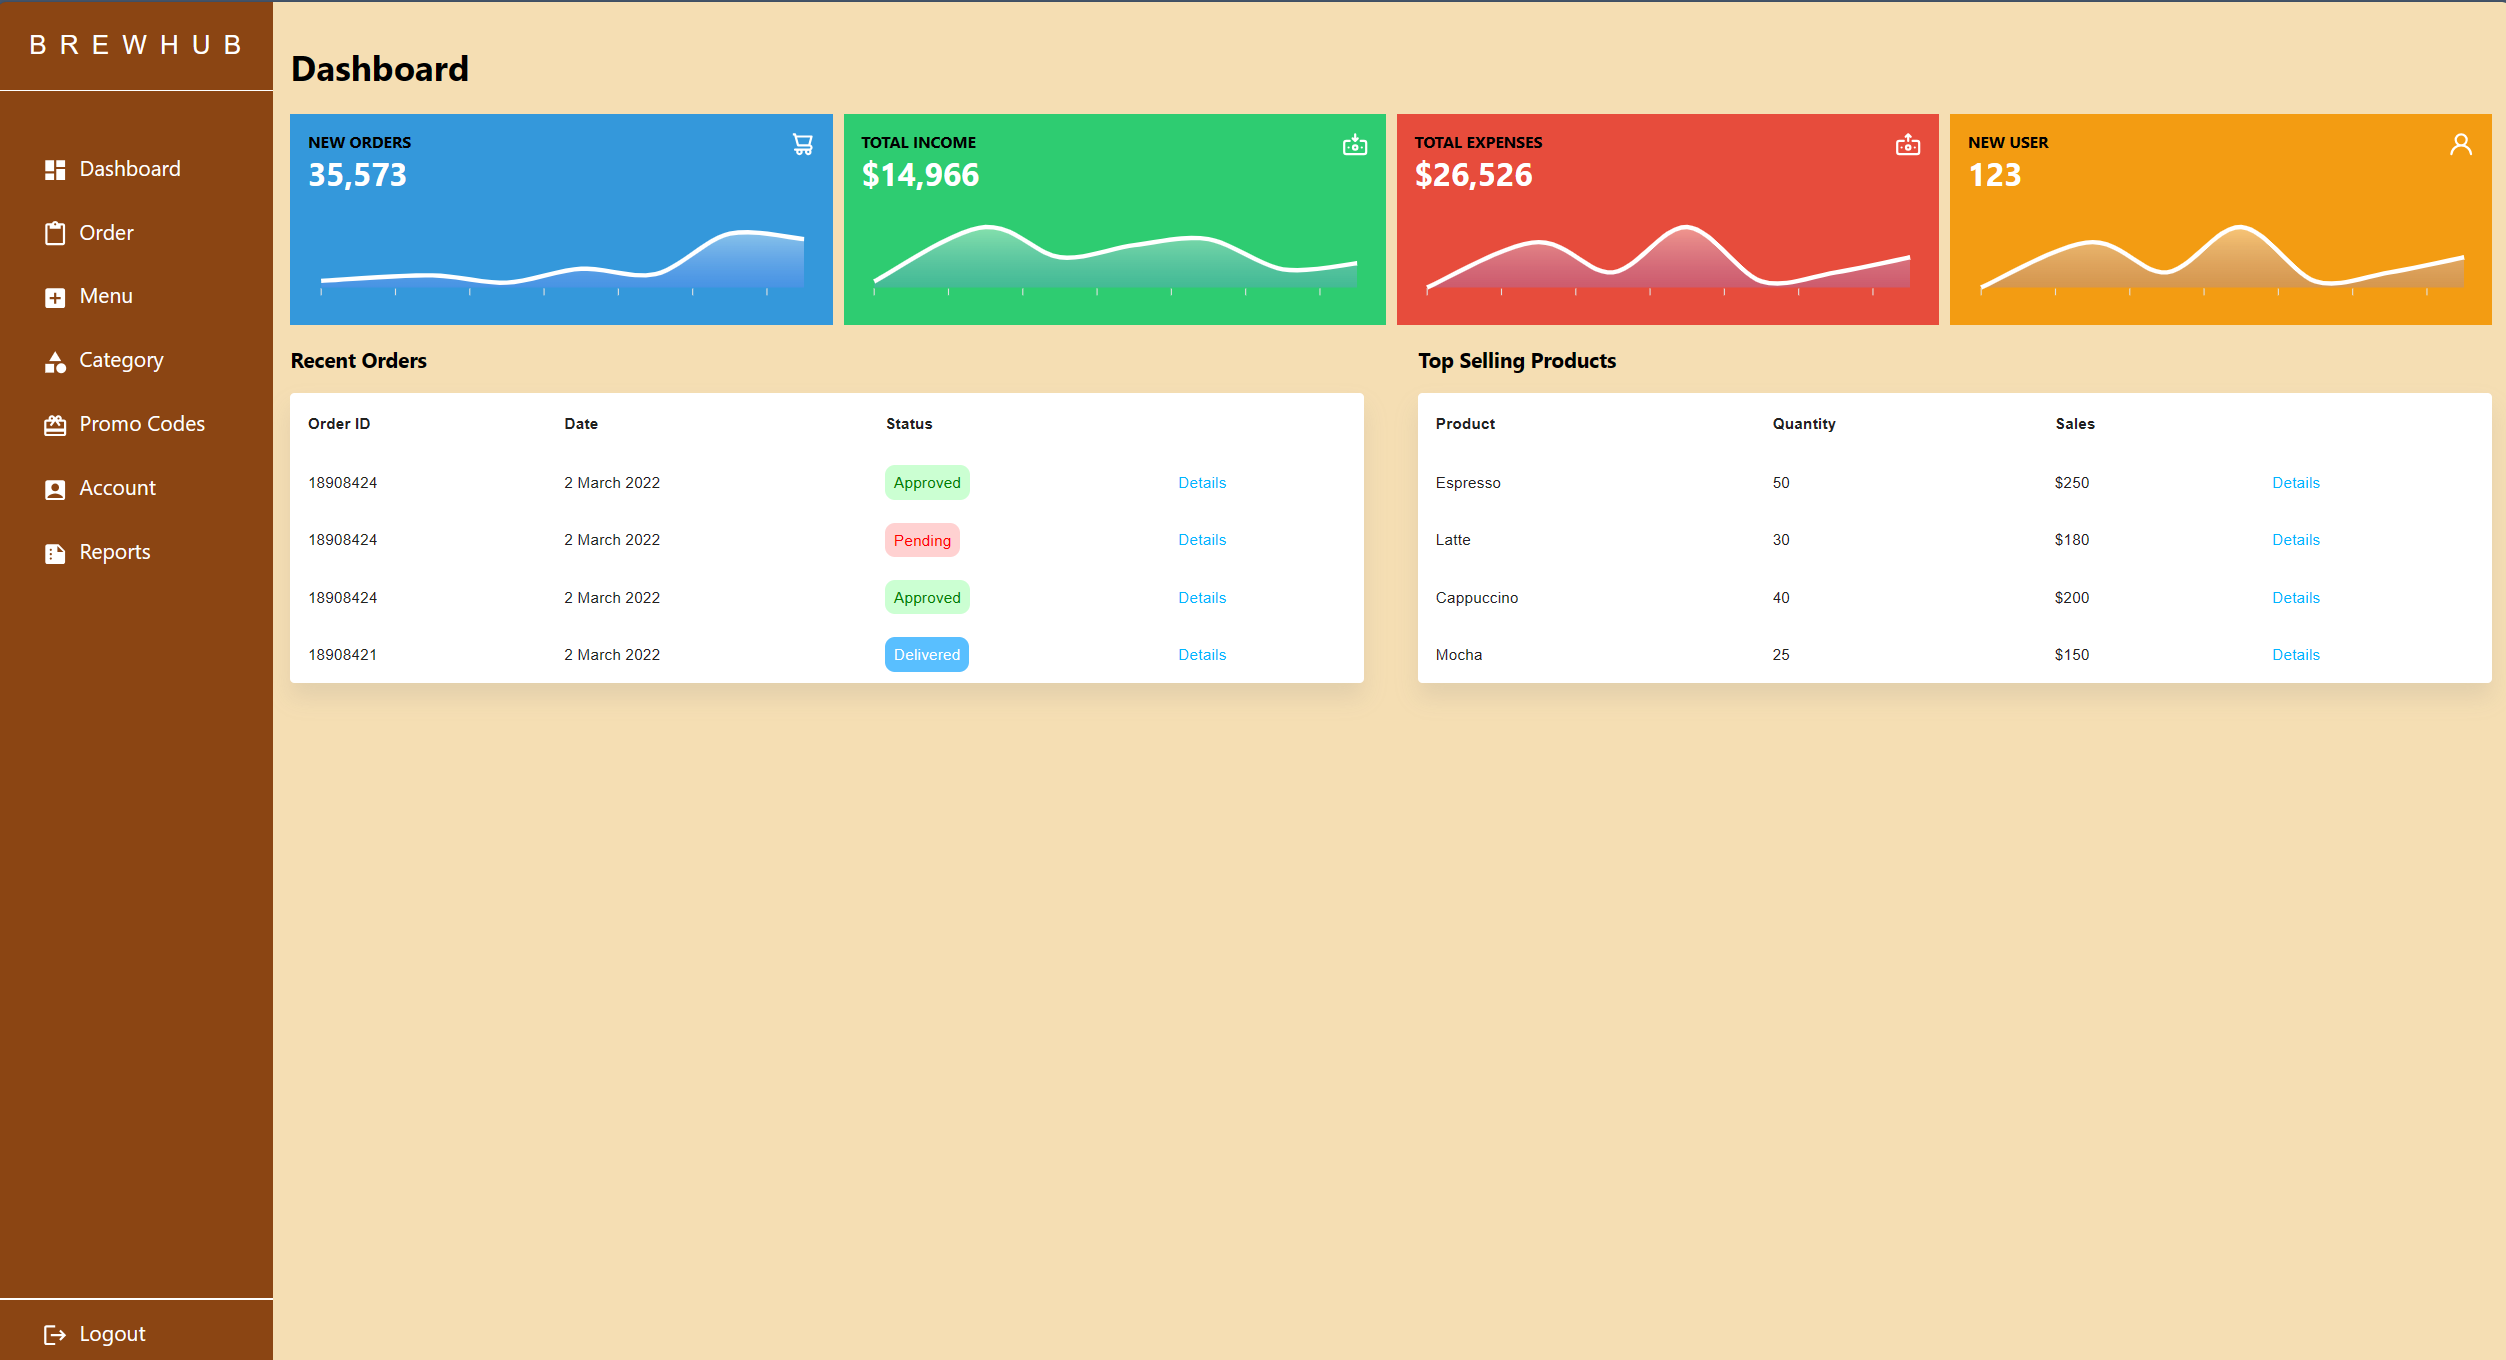 BREWHUB
Dashboard
Order
Menu
Category
Promo Codes
Account
Reports
Logout
Dashboard
NEW ORDERS
35,573
TOTAL INCOME
$14,966
TOTAL EXPENSES
$26,526
NEW USER
123
Recent Orders
Order ID Date Status
18908424 2 March 2022 Approved Details
18908424 2 March 2022 Pending Details
18908424 2 March 2022 Approved Details
18908421 2 March 2022 Delivered Details
Top Selling Products
Product Quantity Sales
Espresso 50 $250 Details
Latte 30 $180 Details
Cappuccino 40 $200 Details
Mocha 25 $150 Details